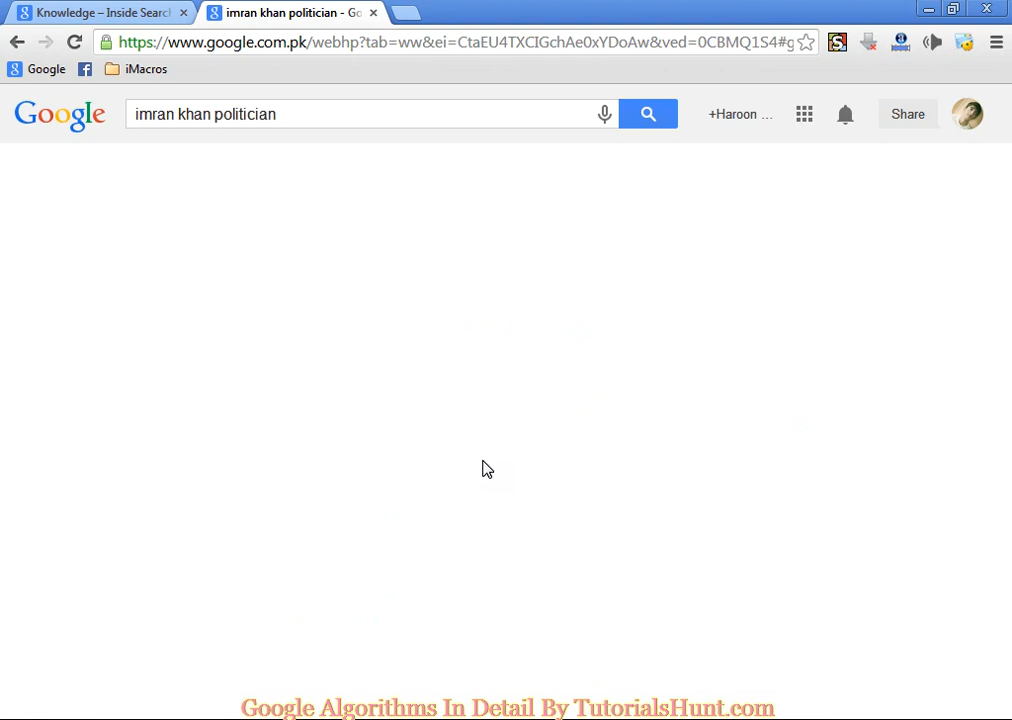 Knowledge – Inside Searc
imran khan politician - Go
https://www.google.com.pk/webhp?tab=ww&ei=CtaEU4TXCIGchAe0xYDoAw&ved=0CBMQ1S4#g
Google
iMacros
Google
imran khan politician
+Haroon ...
Share
Google Algorithms In Detail By TutorialsHunt.com